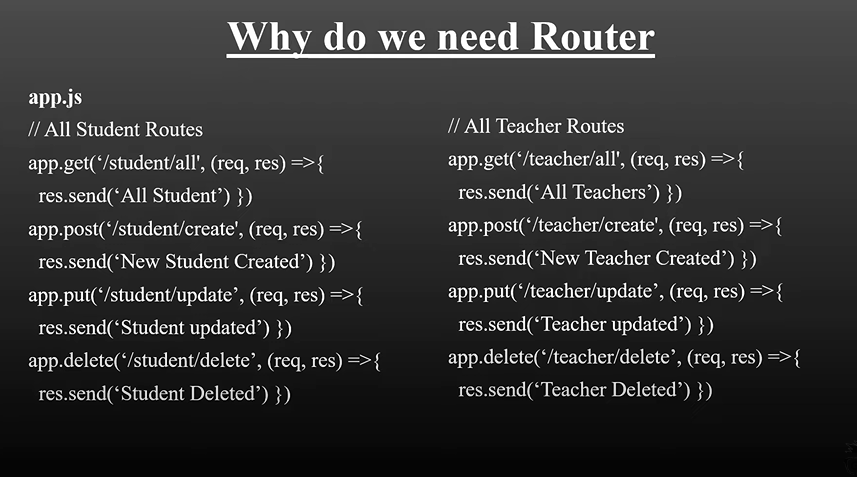 Why do we need Router
app.js
// All Student Routes
app.get(‘/student/all', (req, res) =>{
res.send(‘All Student’) })
app.post(‘/student/create', (req, res) =>{
res.send(‘New Student Created’) })
app.put(‘/student/update’, (req, res) =>{
res.send(‘Student updated’) })
app.delete(‘/student/delete’, (req, res) =>{
res.send(‘Student Deleted’) })
// All Teacher Routes
app.get(‘/teacher/all', (req, res) =>{
res.send(‘All Teachers’) })
app.post(‘/teacher/create', (req, res) =>{
res.send(‘New Teacher Created’) })
app.put(‘/teacher/update’, (req, res) =>{
res.send(‘Teacher updated’) })
app.delete(‘/teacher/delete’, (req, res) =>{
res.send(‘Teacher Deleted’) })